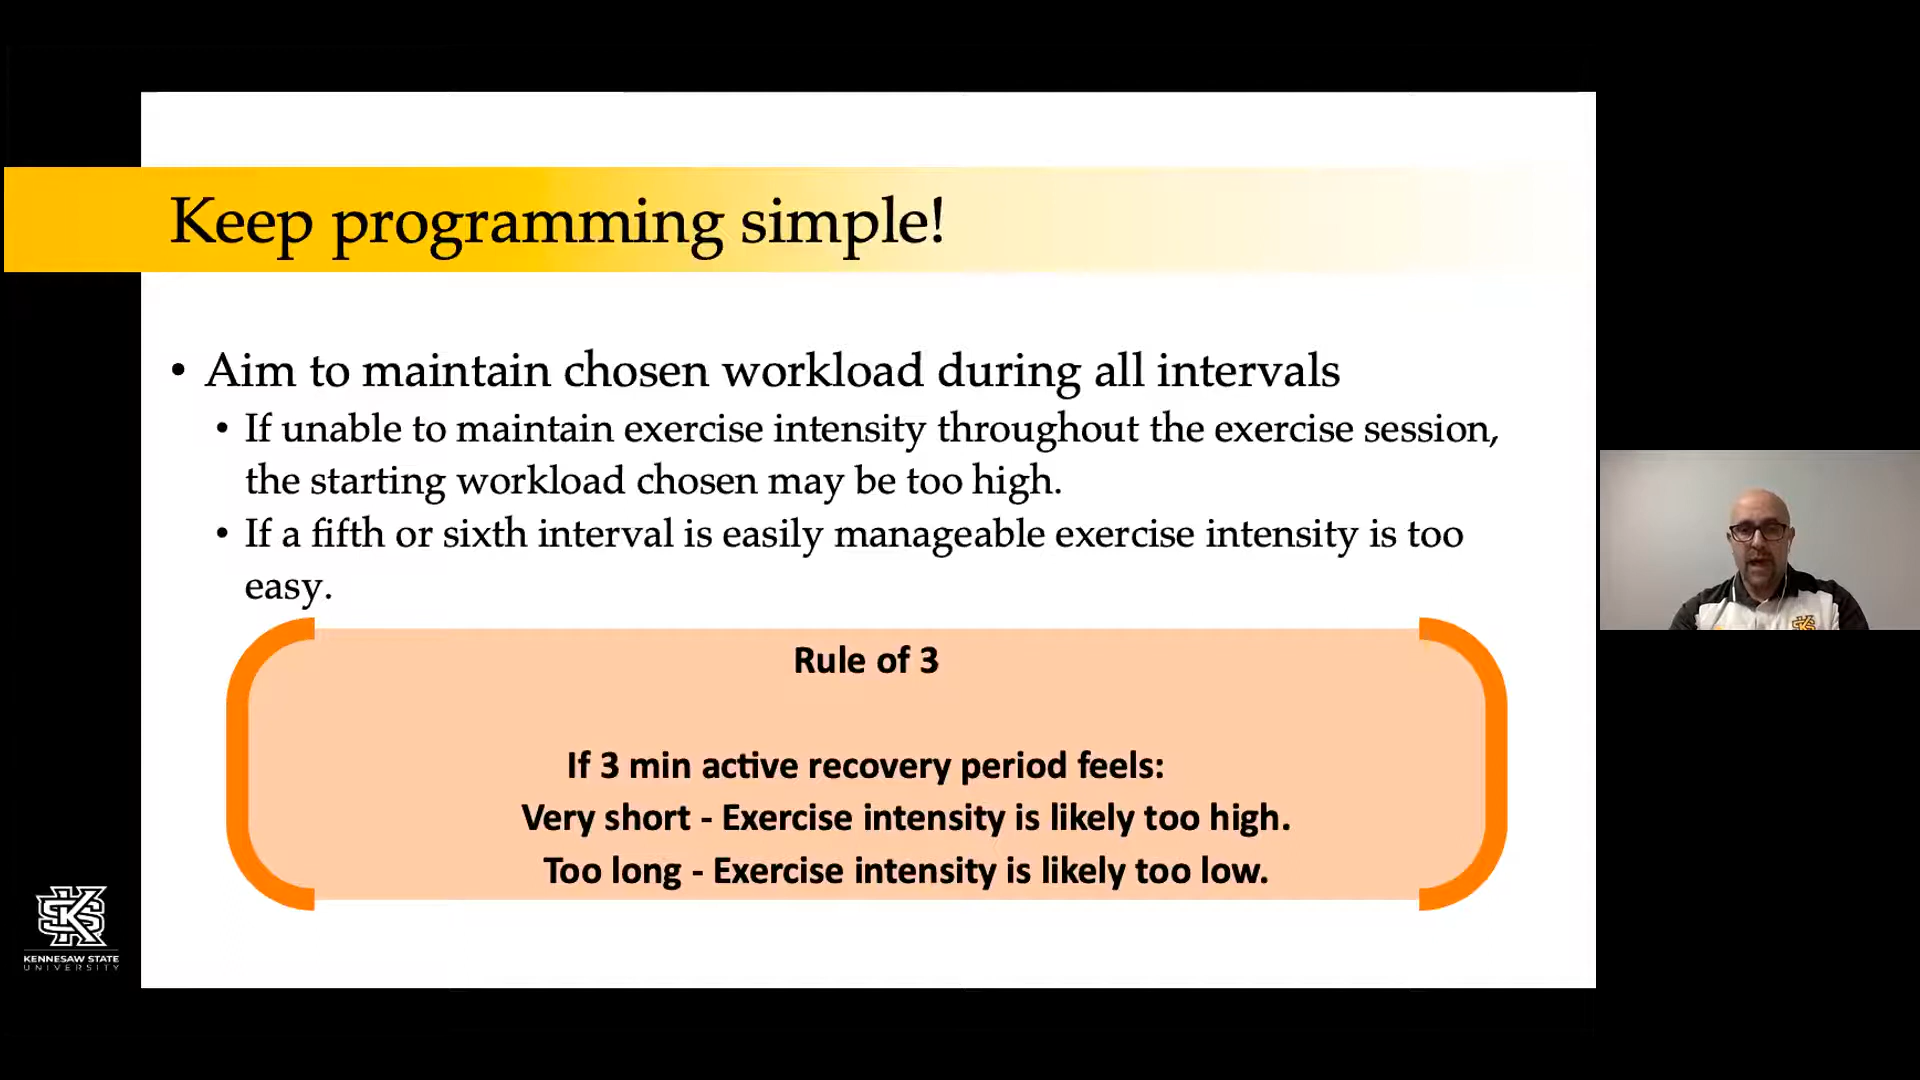 Keep programming simple!
• Aim to maintain chosen workload during all intervals
• If unable to maintain exercise intensity throughout the exercise session,
the starting workload chosen may be too high.
• If a fifth or sixth interval is easily manageable exercise intensity is too
easy.
Rule of 3
If 3 min active recovery period feels:
Very short - Exercise intensity is likely too high.
Too long - Exercise intensity is likely too low.
KS
KENNESAW STATE
UNIVERSITY
KS